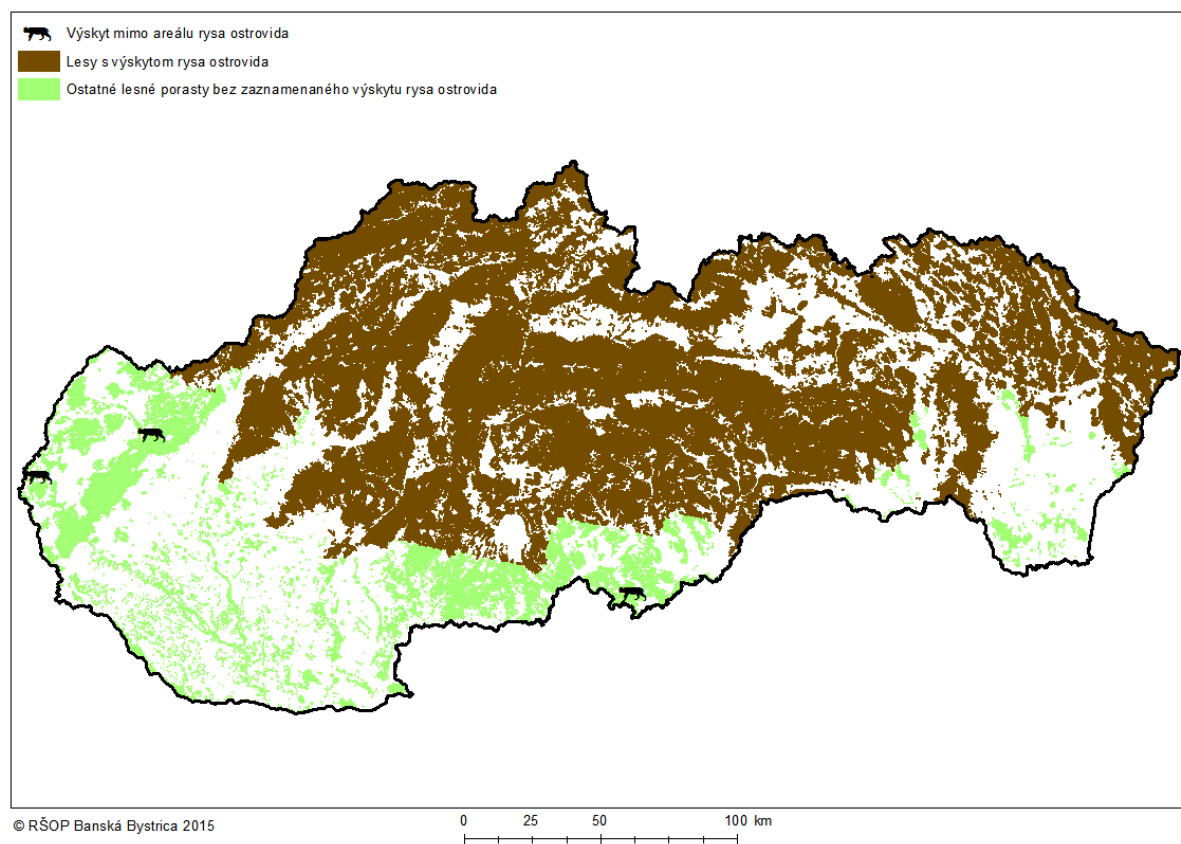 Výskyt mimo areálu rysa ostrovida
Lesy s výskytom rysa ostrovida
Ostatné lesné porasty bez zaznamenaného výskytu rysa ostrovida
© RŠOP Banská Bystrica 2015
0 25 50 100 km